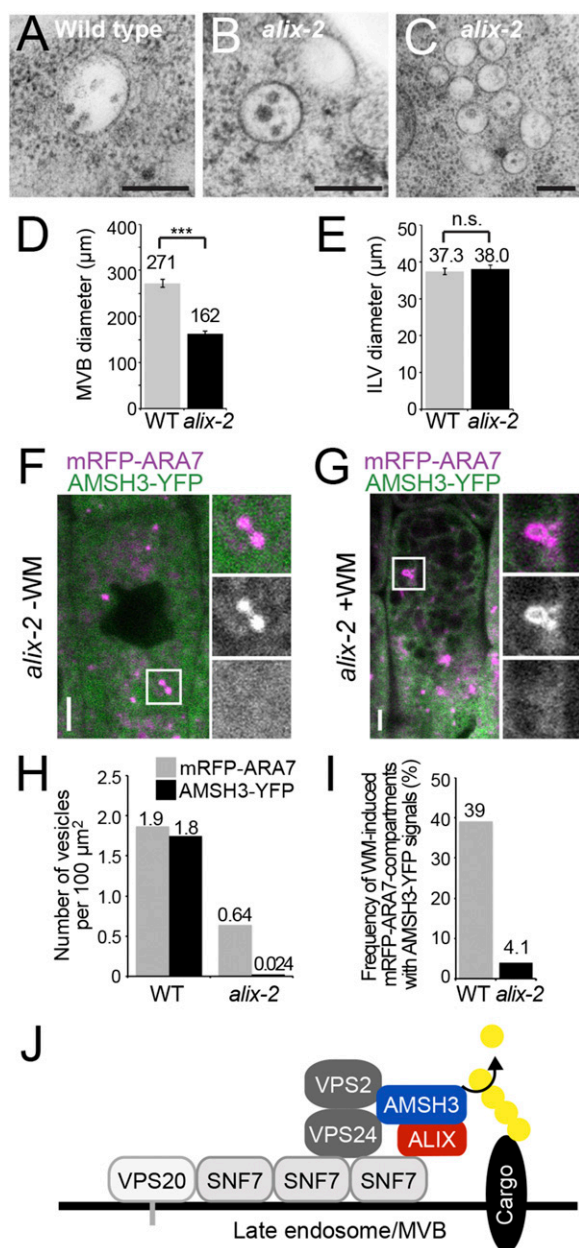 A Wild type
B alix-2
C alix-2
D
MVB diameter (µm)
400
300
250
100
0
***
271
162
WT alix-2
E
ILV diameter (µm)
50
40
30
20
10
0
n.s.
37.3 38.0
WT alix-2
F
mRFP-ARA7
AMSH3-YFP
alix-2 -WM
G
mRFP-ARA7
AMSH3-YFP
alix-2 +WM
H
mRFP-ARA7
AMSH3-YFP
Number of vesicles
per 100 µm2
2.5
2.0
1.5
1.0
0.5
0
1.9 1.8
0.64
0.024
WT alix-2
I
Frequency of WM-induced
mRFP-ARA7-compartments
with AMSH3-YFP signals (%)
50
40
30
20
10
0
39
4.1
WT alix-2
J
VPS2
AMSH3
VPS24
ALIX
VPS20 SNF7 SNF7 SNF7
Cargo
Late endosome/MVB